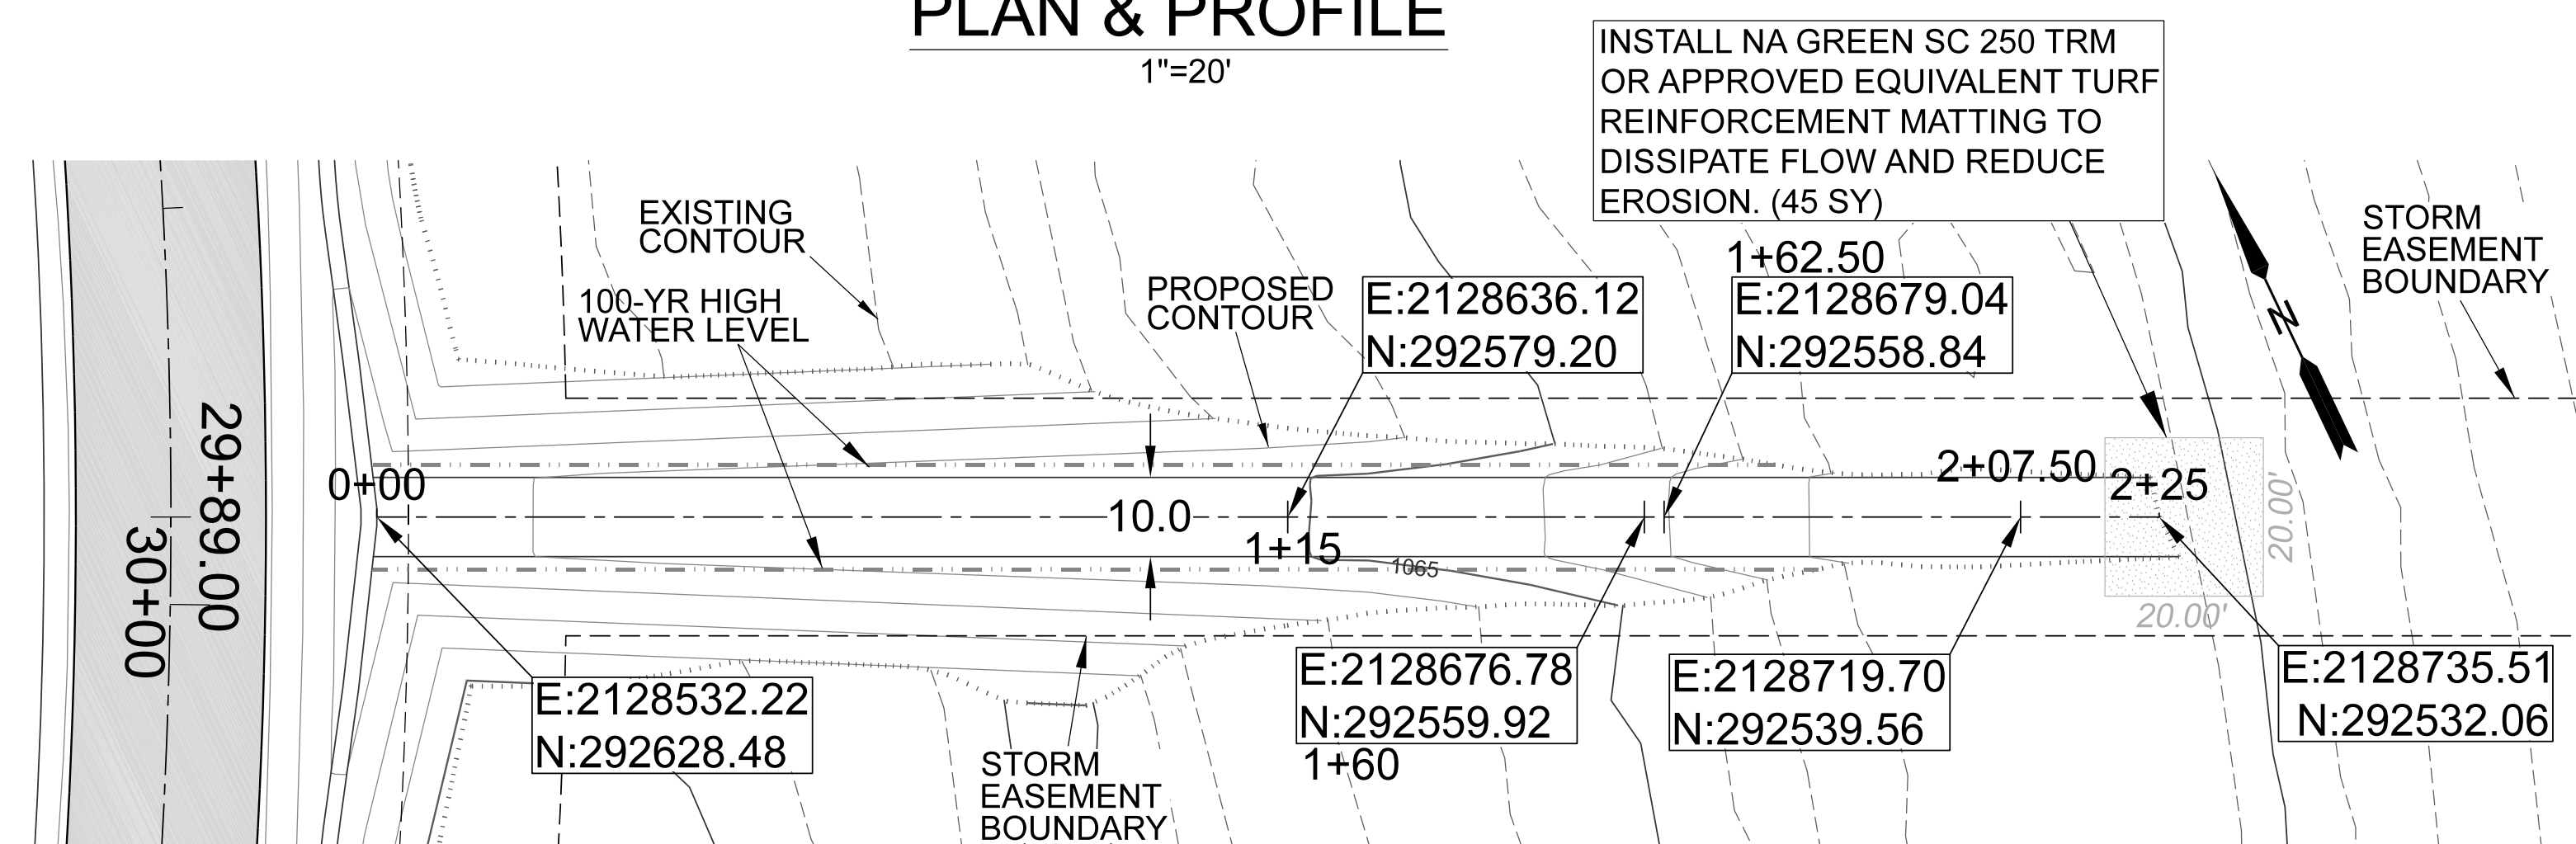 PLAN & PROFILE
1"=20'
INSTALL NA GREEN SC 250 TRM
OR APPROVED EQUIVALENT TURF
REINFORCEMENT MATTING TO
DISSIPATE FLOW AND REDUCE
EROSION. (45 SY)
EXISTING
CONTOUR
100-YR HIGH
WATER LEVEL
PROPOSED
CONTOUR
E:2128636.12
N:292579.20
1+62.50
E:2128679.04
N:292558.84
N
STORM
EASEMENT
BOUNDARY
29+89.00
30+00
0+00
10.0
1+15
1065
2+07.50
2+25
20.00'
20.00'
E:2128532.22
N:292628.48
STORM
EASEMENT
BOUNDARY
E:2128676.78
N:292559.92
1+60
E:2128719.70
N:292539.56
E:2128735.51
N:292532.06